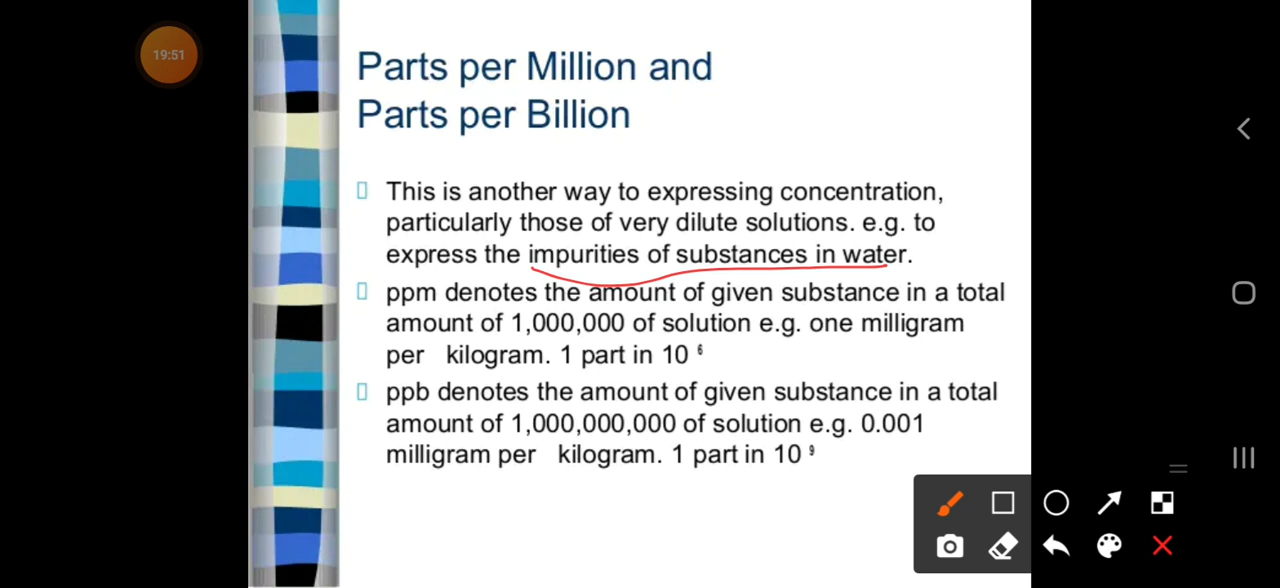 19:51
Parts per Million and
Parts per Billion
This is another way to expressing concentration,
particularly those of very dilute solutions. e.g. to
express the impurities of substances in water.
ppm denotes the amount of given substance in a total
amount of 1,000,000 of solution e.g. one milligram
per kilogram. 1 part in 10 ⁶
ppb denotes the amount of given substance in a total
amount of 1,000,000,000 of solution e.g. 0.001
milligram per kilogram. 1 part in 10 ⁹